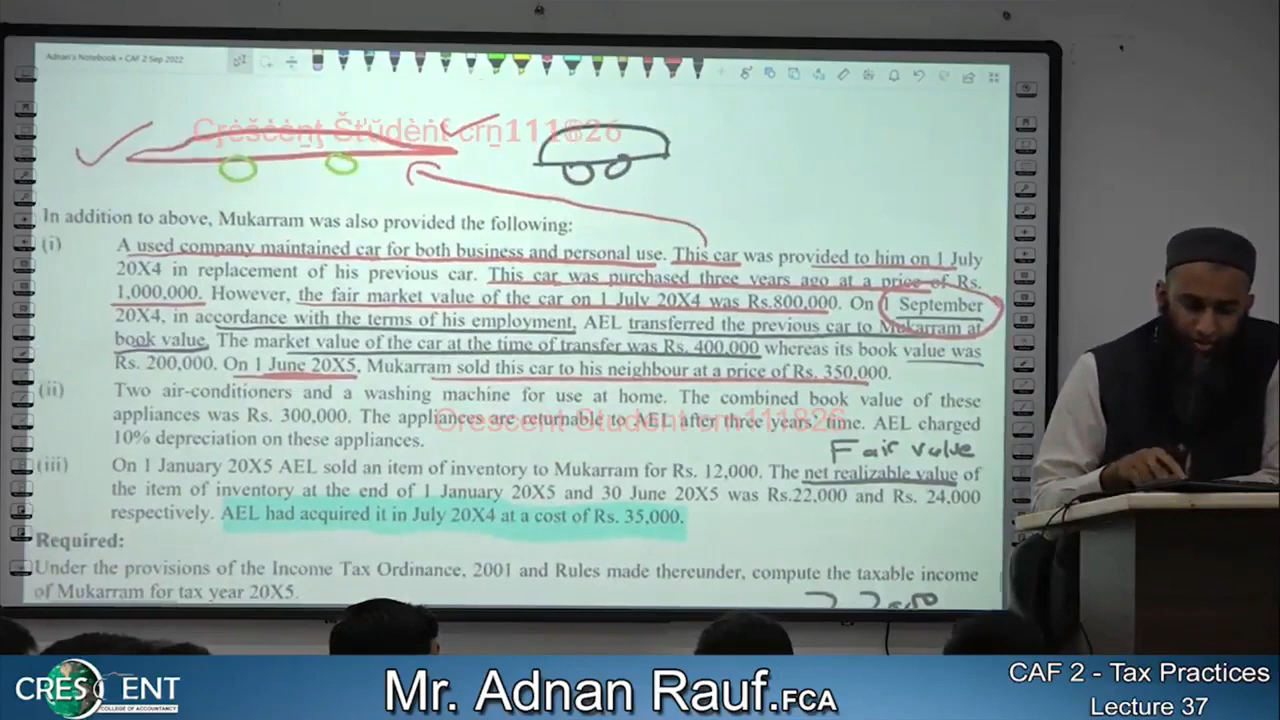 Adnan's Notebook • CAF 2 Sep 2022
Crėščėṉţ Šťŭdèṅť crṉ111826
In addition to above, Mukarram was also provided the following:
(i) A used company maintained car for both business and personal use. This car was provided to him on 1 July
20X4 in replacement of his previous car. This car was purchased three years ago at a price of Rs.
1,000,000. However, the fair market value of the car on 1 July 20X4 was Rs.800,000. On 1 September
20X4, in accordance with the terms of his employment, AEL transferred the previous car to Mukarram at
book value. The market value of the car at the time of transfer was Rs. 400,000 whereas its book value was
Rs. 200,000. On 1 June 20X5, Mukarram sold this car to his neighbour at a price of Rs. 350,000.
(ii) Two air-conditioners and a washing machine for use at home. The combined book value of these
appliances was Rs. 300,000. The appliances are returnable to AEL after three years' time. AEL charged
Crescent Student crn111826
10% depreciation on these appliances.
Fair value
(iii) On 1 January 20X5 AEL sold an item of inventory to Mukarram for Rs. 12,000. The net realizable value of
the item of inventory at the end of 1 January 20X5 and 30 June 20X5 was Rs.22,000 and Rs. 24,000
respectively. AEL had acquired it in July 20X4 at a cost of Rs. 35,000.
Required:
Under the provisions of the Income Tax Ordinance, 2001 and Rules made thereunder, compute the taxable income
of Mukarram for tax year 20X5.
CRESCENT
COLLEGE OF ACCOUNTANCY
Mr. Adnan Rauf.FCA
CAF 2 - Tax Practices
Lecture 37